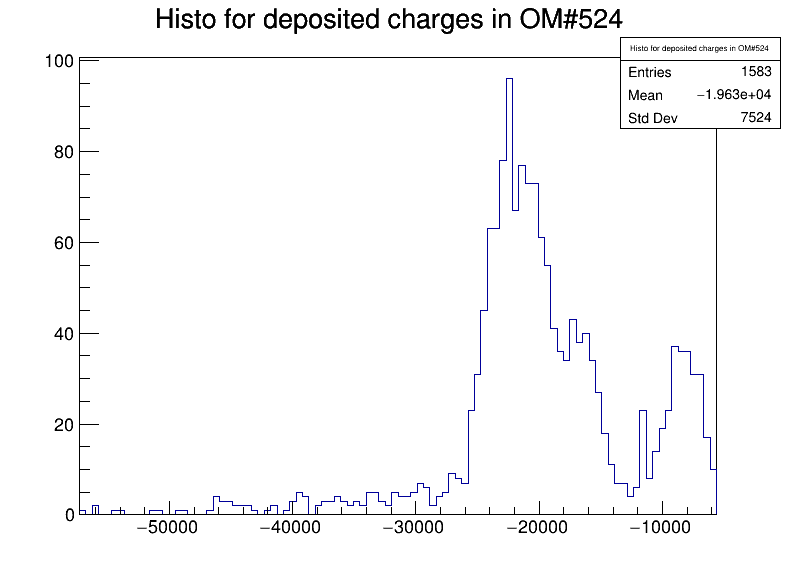 Histo for deposited charges in OM#524
Histo for deposited charges in OM#524
Entries 1583
Mean −1.963e+04
Std Dev 7524
100
80
60
40
20
0
−50000 −40000 −30000 −20000 −10000